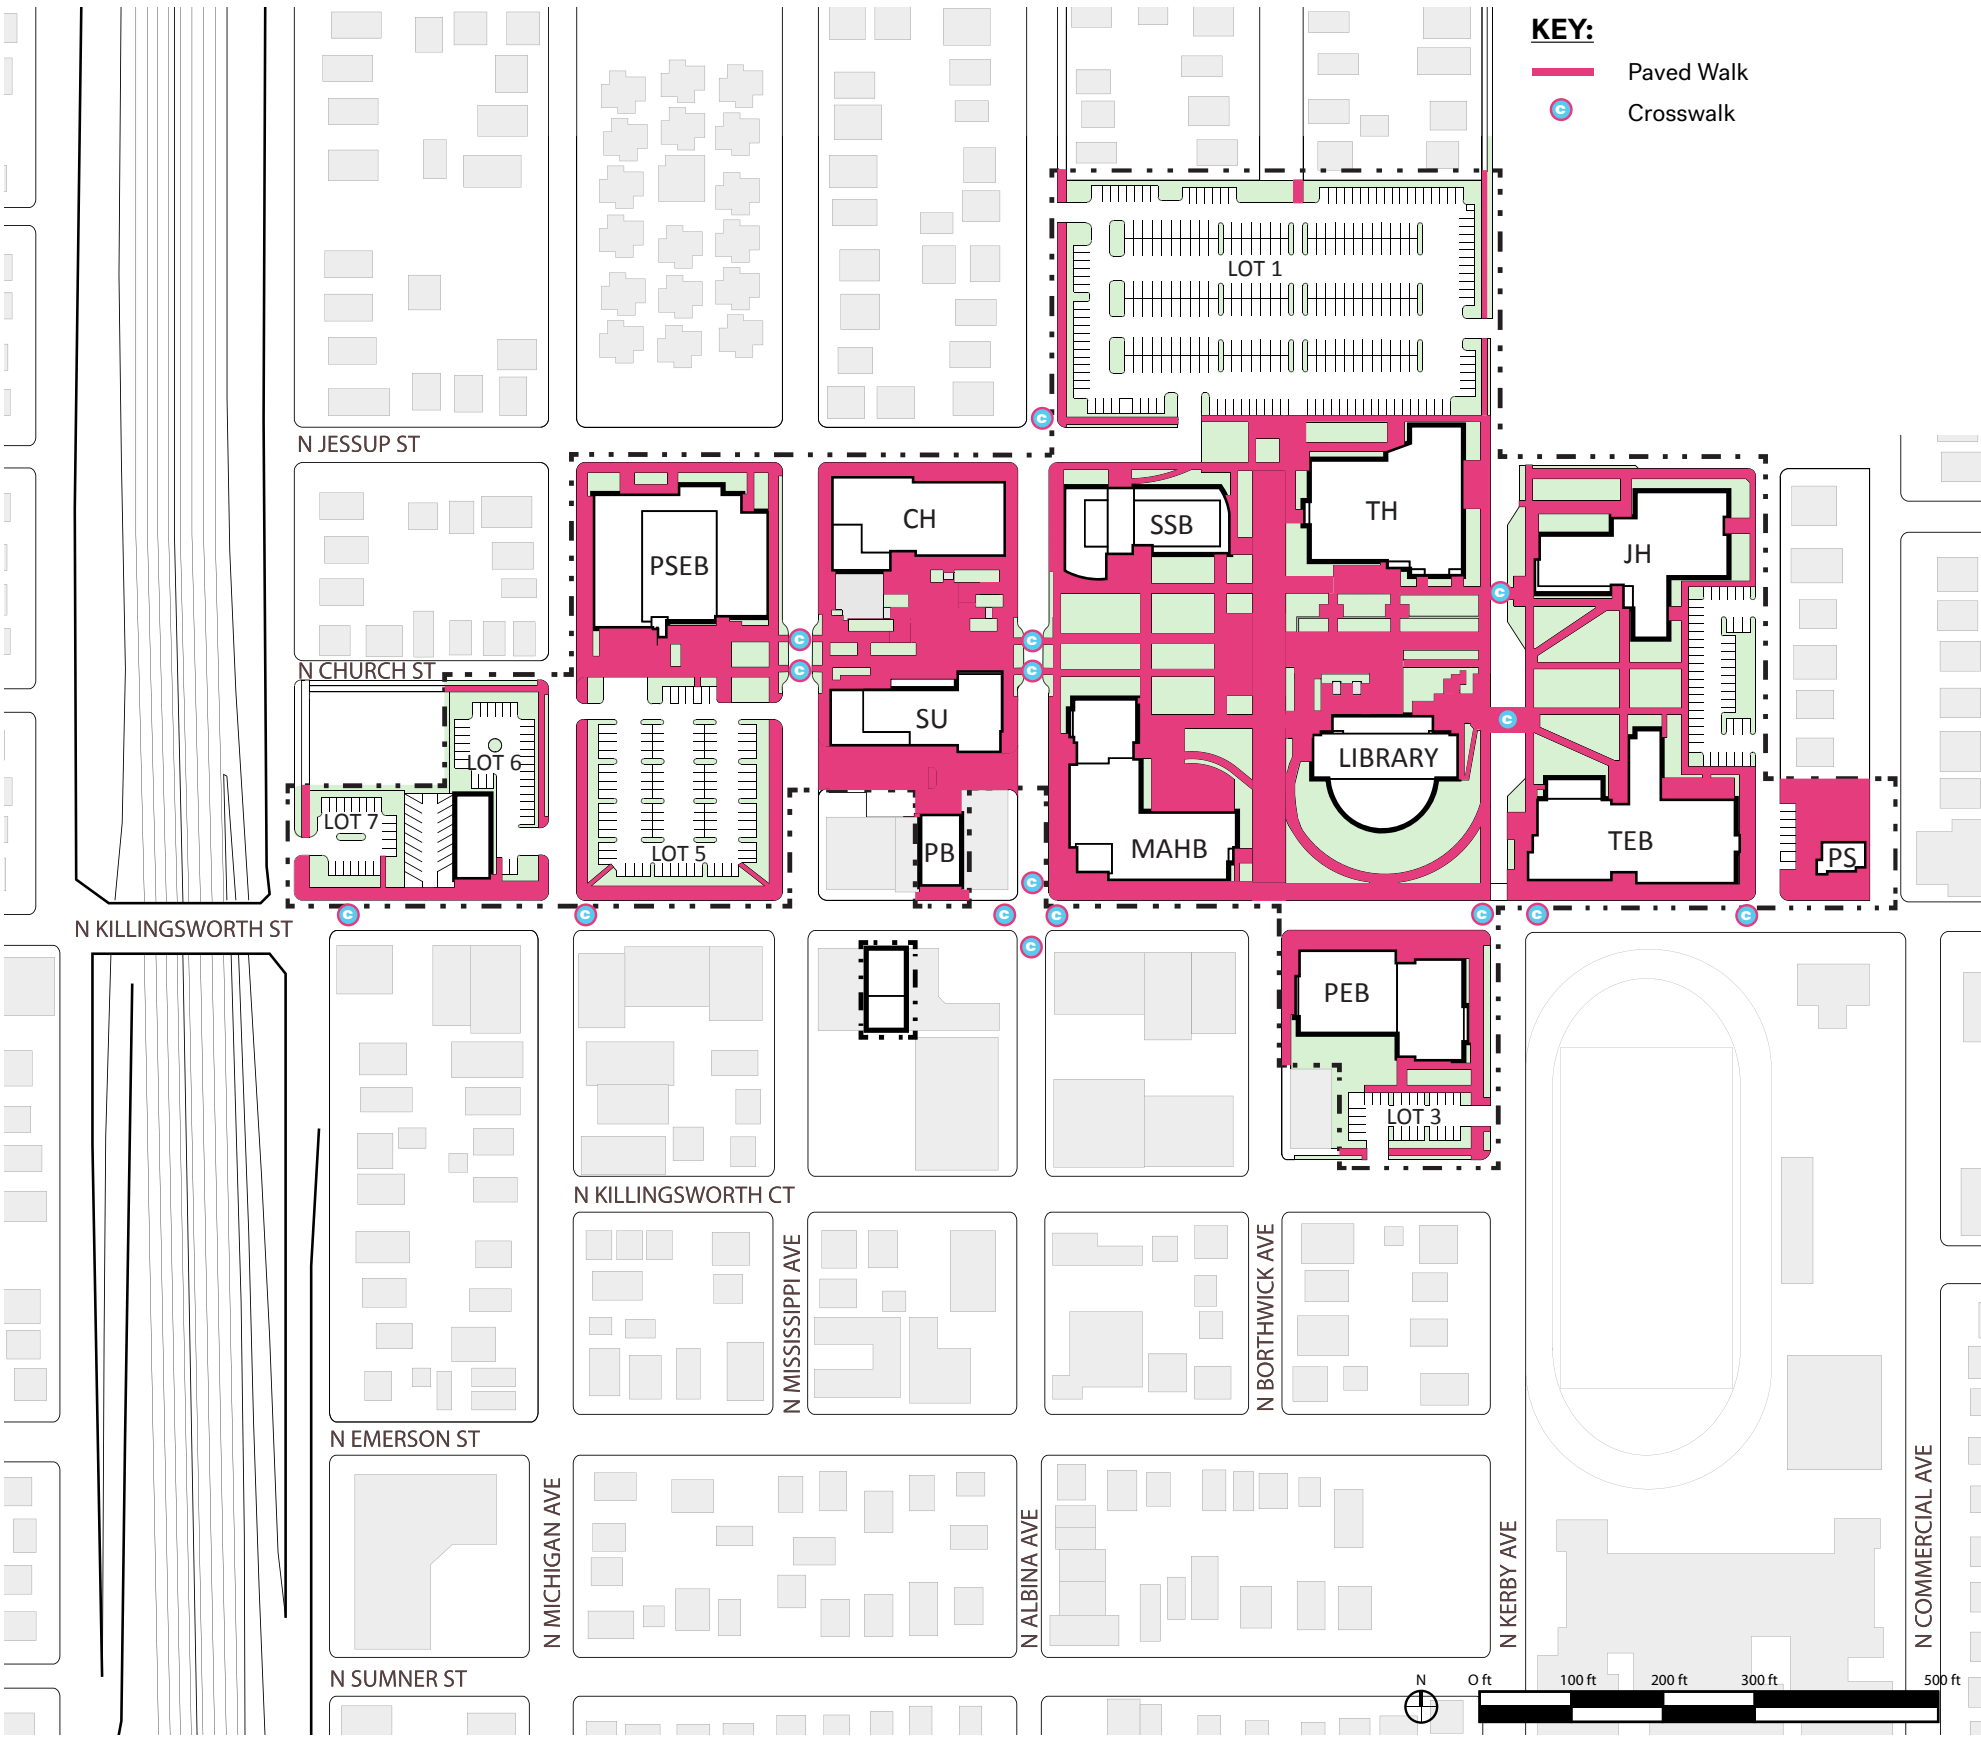 KEY:
Paved Walk
C Crosswalk
LOT 1
C
N JESSUP ST
CH
SSB
TH
JH
PSEB
C
C
C
N CHURCH ST
C
C
SU
C
LOT 6
LIBRARY
LOT 7
LOT 5
PB
MAHB
TEB
PS
C
C
C
C
C
C
C
C
N KILLINGSWORTH ST
C
PEB
LOT 3
N KILLINGSWORTH CT
N MISSISSIPPI AVE
N BORTHWICK AVE
N EMERSON ST
N MICHIGAN AVE
N ALBINA AVE
N KERBY AVE
N COMMERCIAL AVE
N SUMNER ST
N
0 ft 100 ft 200 ft 300 ft 500 ft